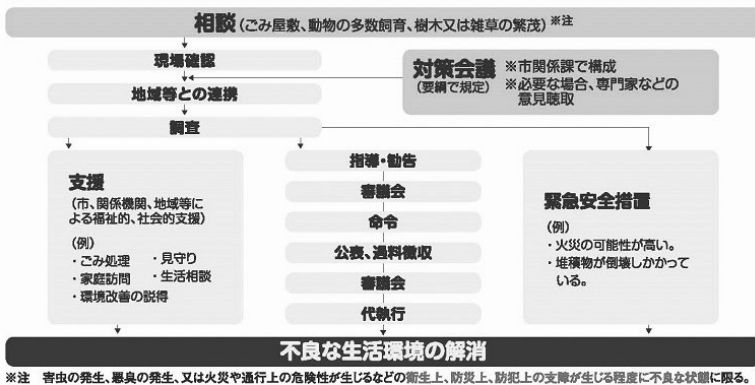 相談(ごみ屋敷、動物の多数飼育、樹木又は雑草の繁茂)※注
現場確認
地域等との連携
調査
対策会議
(要綱で規定)
※市関係課で構成
※必要な場合、専門家などの
意見聴取
支援
(市、関係機関、地域等に
よる福祉的、社会的支援)
(例)
・ごみ処理 ・見守り
・家庭訪問 ・生活相談
・環境改善の説得
指導・勧告
審議会
命令
公表、過料徴収
審議会
代執行
緊急安全措置
(例)
・火災の可能性が高い。
・堆積物が倒壊しかかって
いる。
不良な生活環境の解消
※注 害虫の発生、悪臭の発生、又は火災や通行上の危険性が生じるなどの衛生上、防災上、防犯上の支障が生じる程度に不良な状態に限る。